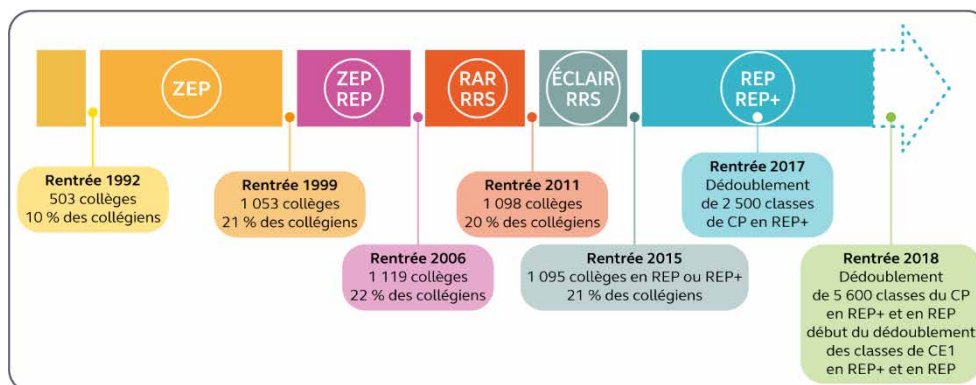 ZEP
ZEP
REP
RAR
RRS
ÉCLAIR
RRS
REP
REP+
Rentrée 1992
503 collèges
10 % des collégiens
Rentrée 1999
1 053 collèges
21 % des collégiens
Rentrée 2006
1 119 collèges
22 % des collégiens
Rentrée 2011
1 098 collèges
20 % des collégiens
Rentrée 2015
1 095 collèges en REP ou REP+
21 % des collégiens
Rentrée 2017
Dédoublement
de 2 500 classes
de CP en REP+
Rentrée 2018
Dédoublement
de 5 600 classes du CP
en REP+ et en REP
début du dédoublement
des classes de CE1
en REP+ et en REP